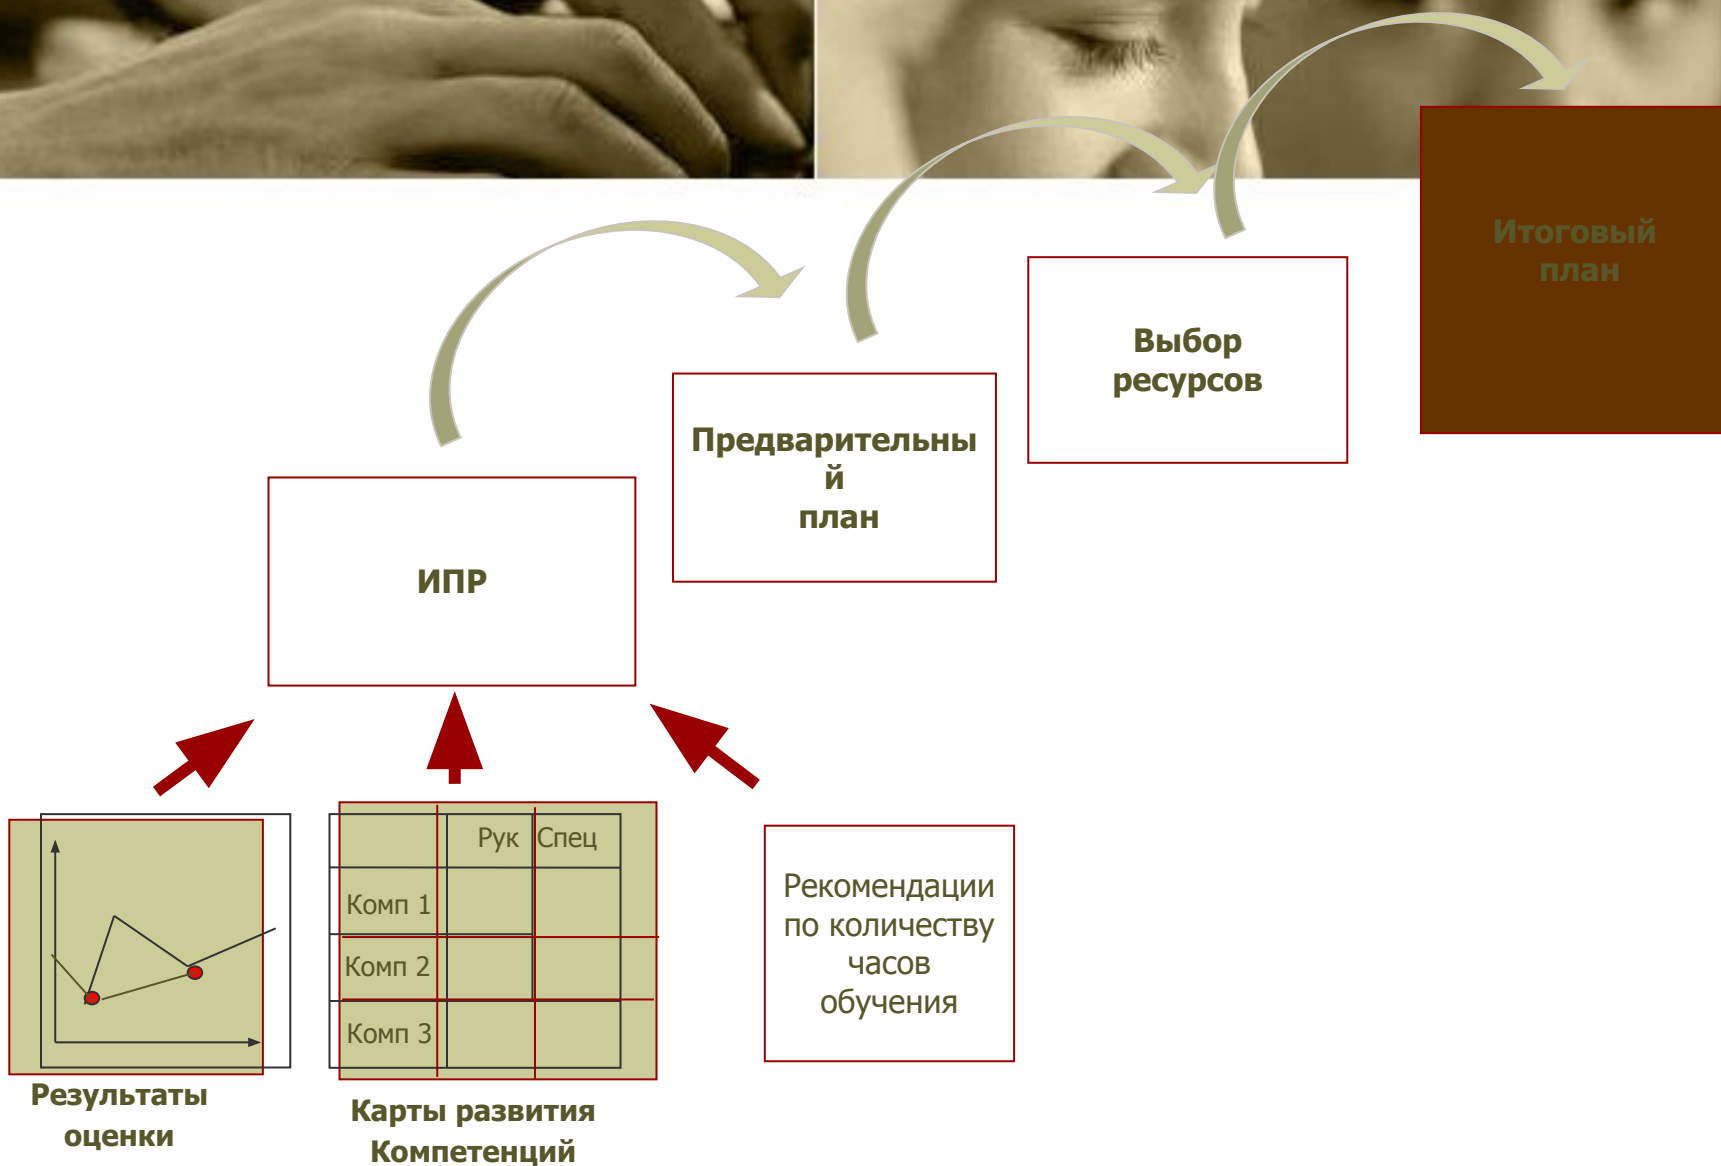 Итоговый
план
Выбор
ресурсов
Предварительны
й
план
ИПР
Рук Спец
Комп 1
Комп 2
Комп 3
Рекомендации
по количеству
часов
обучения
Результаты
оценки
Карты развития
Компетенций